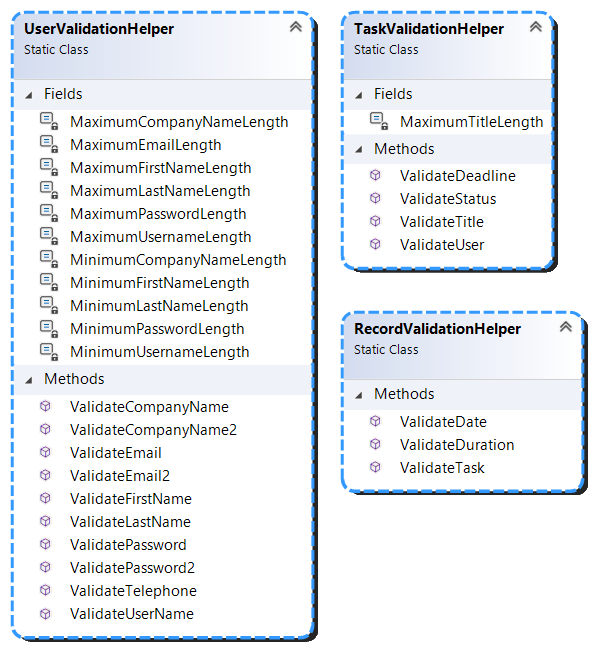 UserValidationHelper
Static Class
Fields
MaximumCompanyNameLength
MaximumEmailLength
MaximumFirstNameLength
MaximumLastNameLength
MaximumPasswordLength
MaximumUsernameLength
MinimumCompanyNameLength
MinimumFirstNameLength
MinimumLastNameLength
MinimumPasswordLength
MinimumUsernameLength
Methods
ValidateCompanyName
ValidateCompanyName2
ValidateEmail
ValidateEmail2
ValidateFirstName
ValidateLastName
ValidatePassword
ValidatePassword2
ValidateTelephone
ValidateUserName
TaskValidationHelper
Static Class
Fields
MaximumTitleLength
Methods
ValidateDeadline
ValidateStatus
ValidateTitle
ValidateUser
RecordValidationHelper
Static Class
Methods
ValidateDate
ValidateDuration
ValidateTask